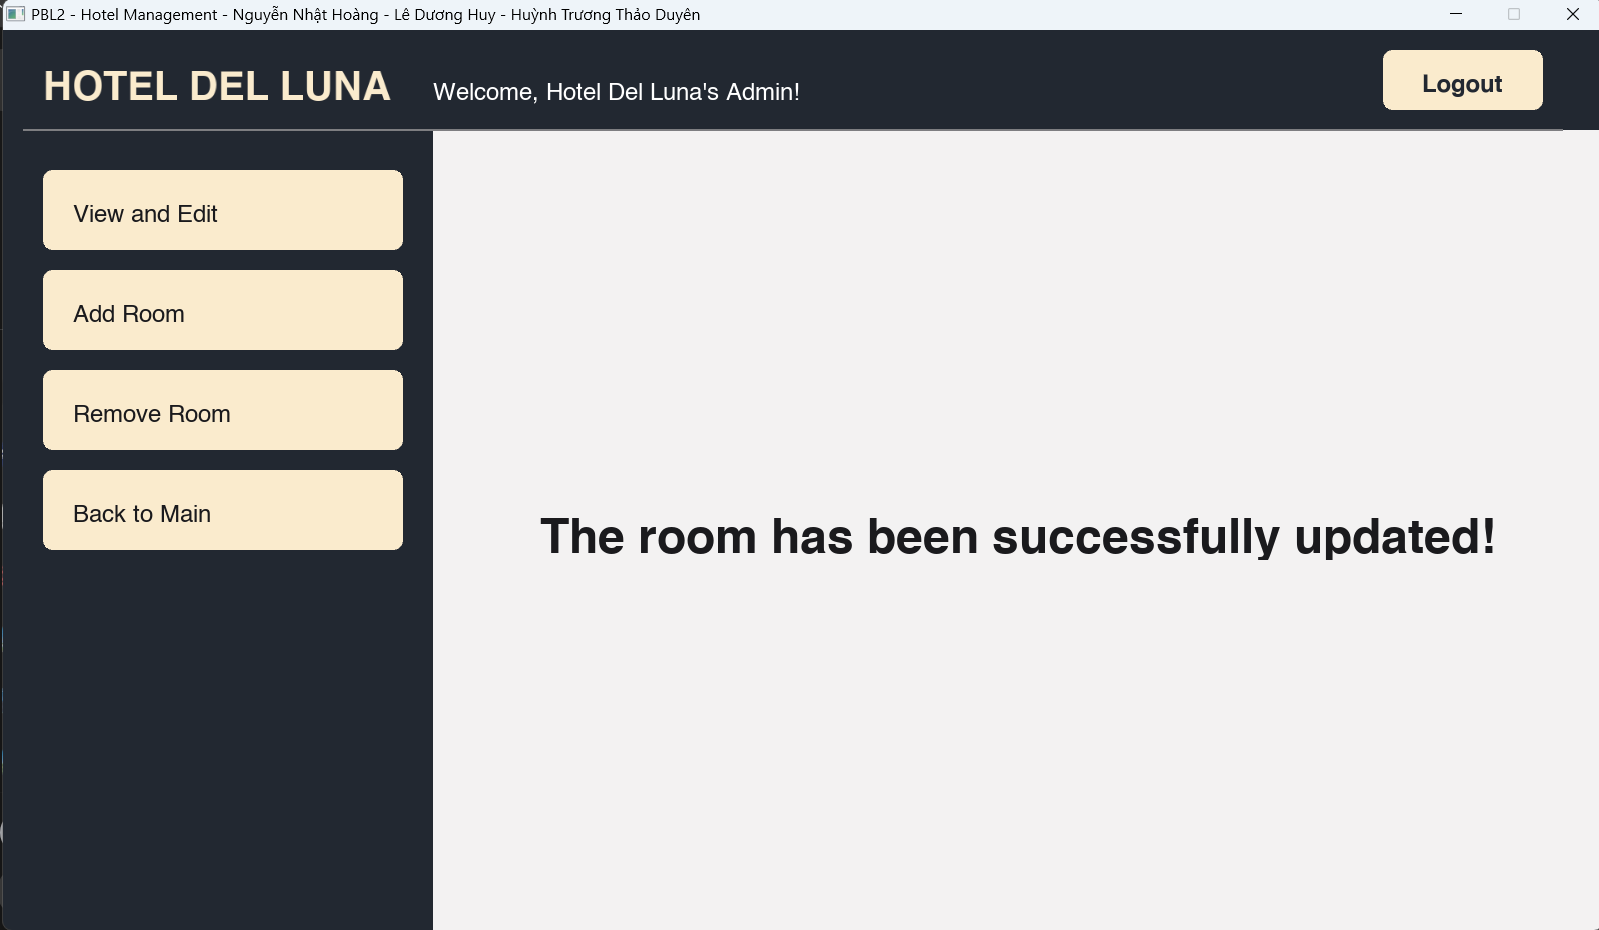 PBL2 - Hotel Management - Nguyễn Nhật Hoàng - Lê Dương Huy - Huỳnh Trương Thảo Duyên
HOTEL DEL LUNA
Welcome, Hotel Del Luna's Admin!
Logout
View and Edit
Add Room
Remove Room
Back to Main
The room has been successfully updated!